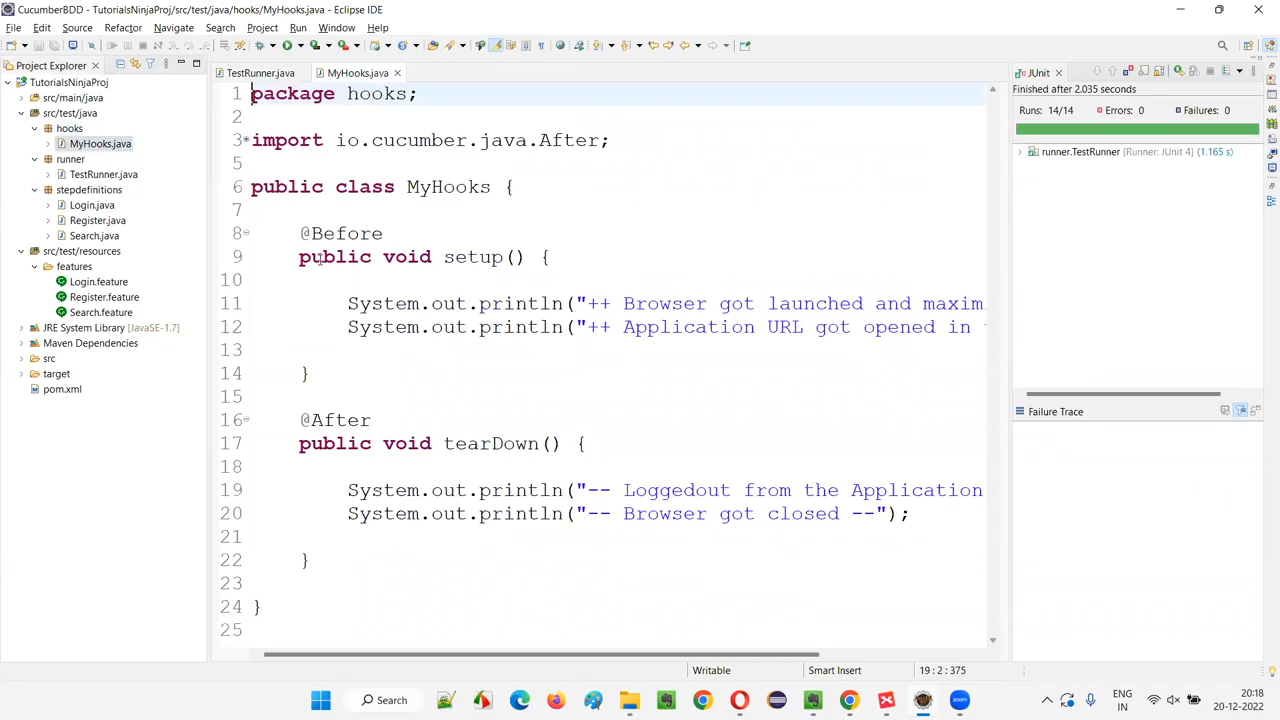 CucumberBDD - TutorialsNinjaProj/src/test/java/hooks/MyHooks.java - Eclipse IDE
File Edit Source Refactor Navigate Search Project Run Window Help
Project Explorer
TestRunner.java
MyHooks.java
JUnit
TutorialsNinjaProj
src/main/java
src/test/java
hooks
MyHooks.java
runner
TestRunner.java
stepdefinitions
Login.java
Register.java
Search.java
src/test/resources
features
Login.feature
Register.feature
Search.feature
JRE System Library [JavaSE-1.7]
Maven Dependencies
src
target
pom.xml
1 package hooks;
2
3 import io.cucumber.java.After;
5
6 public class MyHooks {
7
8 @Before
9 public void setup() {
10
11 System.out.println("++ Browser got launched and maxim
12 System.out.println("++ Application URL got opened in
13
14 }
15
16 @After
17 public void tearDown() {
18
19 System.out.println("-- Loggedout from the Application
20 System.out.println("-- Browser got closed --");
21
22 }
23
24 }
25
Finished after 2.035 seconds
Runs: 14/14 Errors: 0 Failures: 0
runner.TestRunner [Runner: JUnit 4] (1.165 s)
Failure Trace
Writable Smart Insert 19 : 2 : 375
Search
ENG
IN
20:18
20-12-2022